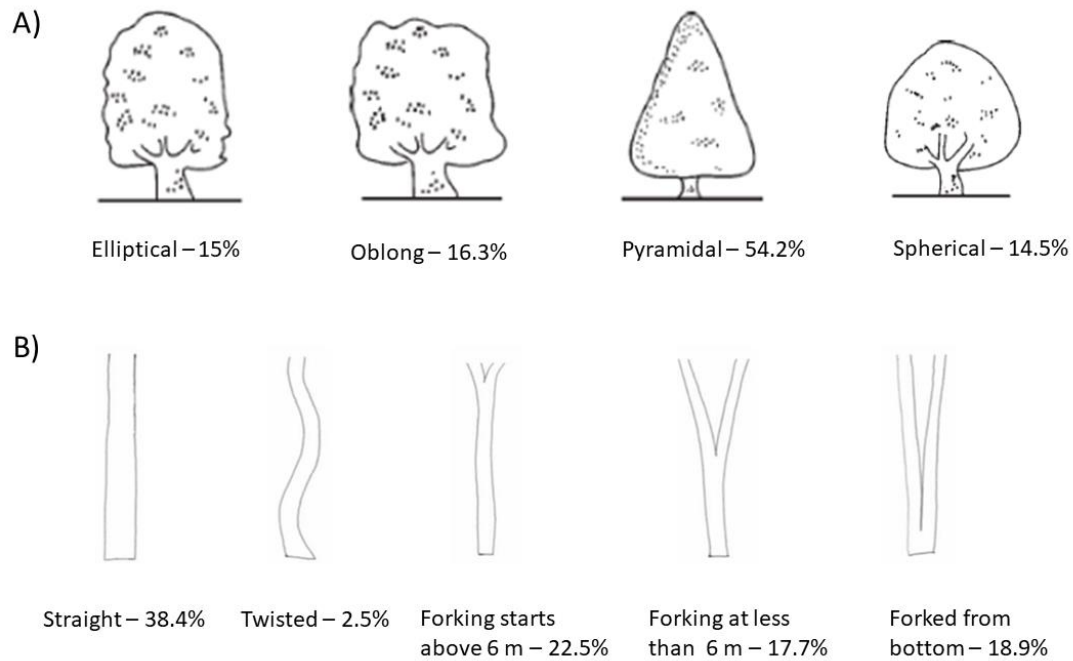 A)
Elliptical – 15%
Oblong – 16.3%
Pyramidal – 54.2%
Spherical – 14.5%
B)
Straight – 38.4%
Twisted – 2.5%
Forking starts
above 6 m – 22.5%
Forking at less
than  6 m – 17.7%
Forked from
bottom – 18.9%